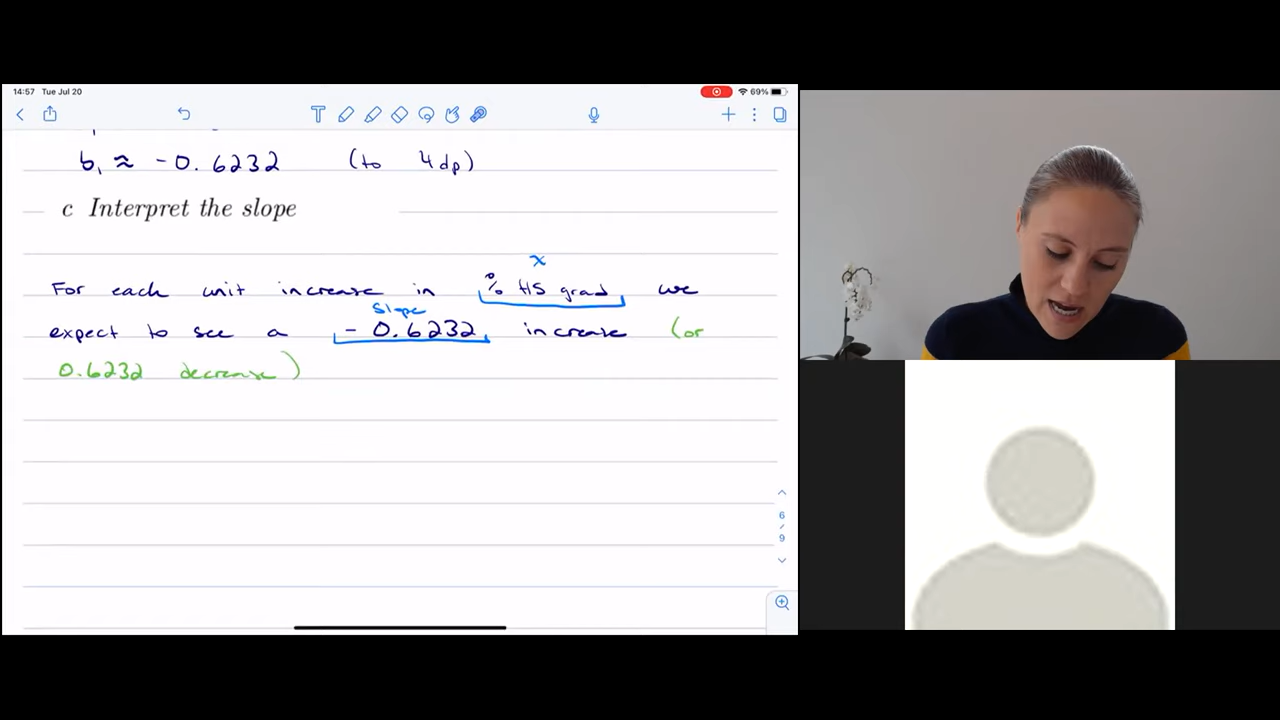 14:57 Tue Jul 20
69%
T
b₁ ≈ -0.6232 (to 4dp)
c Interpret the slope
x
For each unit increase in % HS grad we
slope
expect to see a -0.6232 increase (or
0.6232 decrease)
6
/
9